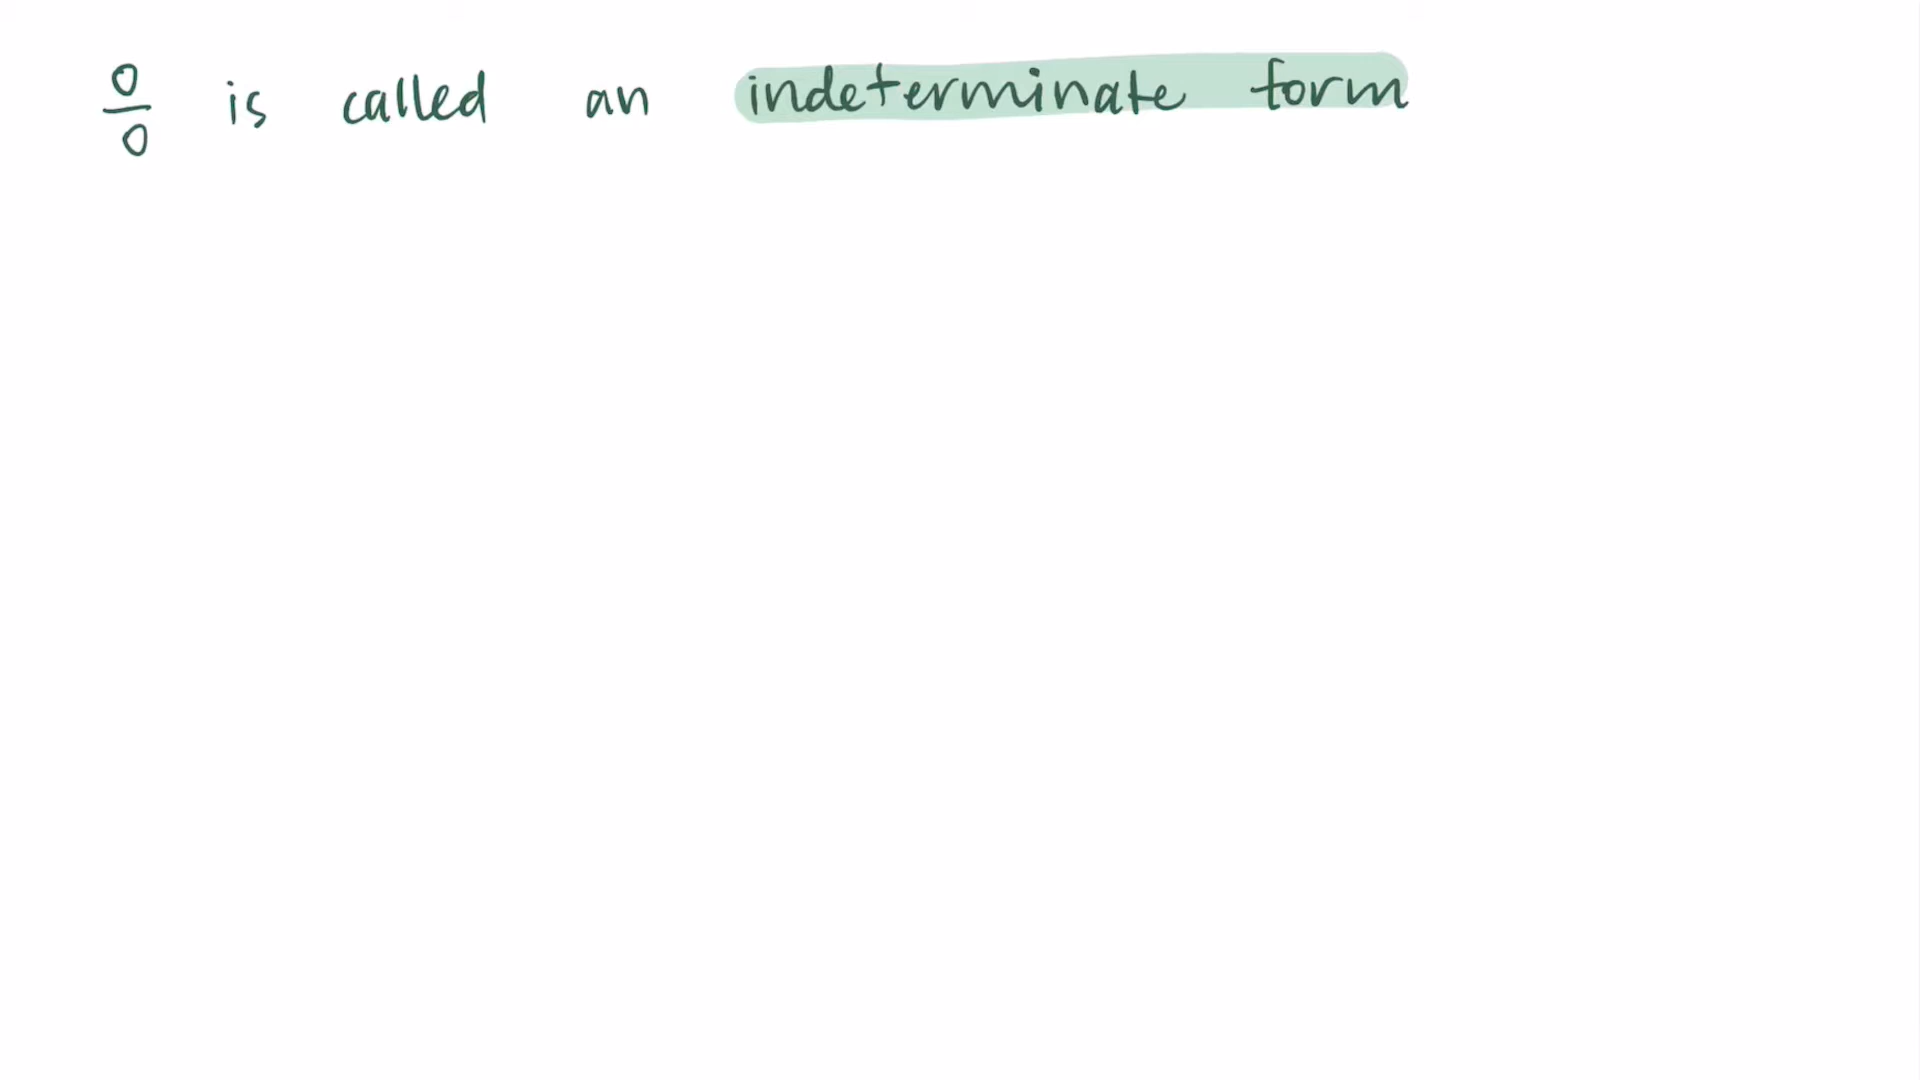 0/0 is called an indeterminate form